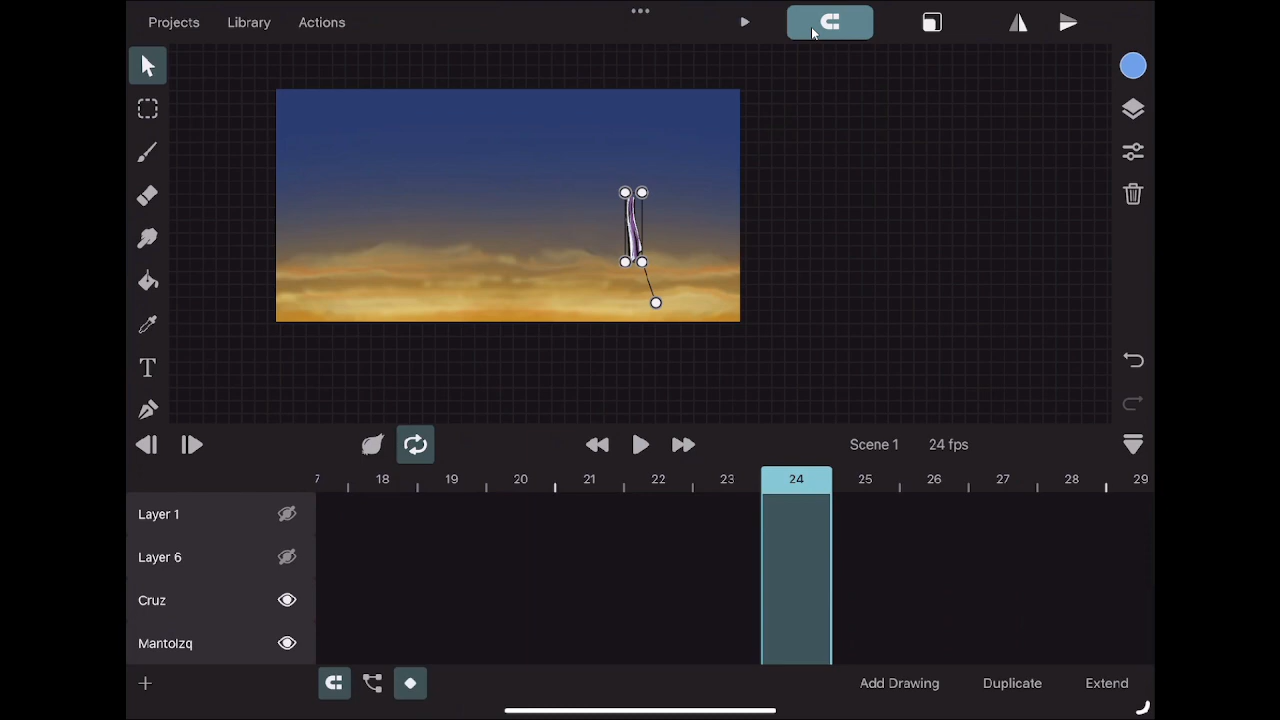 Projects Library Actions
T
Scene 1 24 fps
7 18 19 20 21 22 23 24 25 26 27 28 29
Layer 1
Layer 6
Cruz
MantoIzq
Add Drawing Duplicate Extend